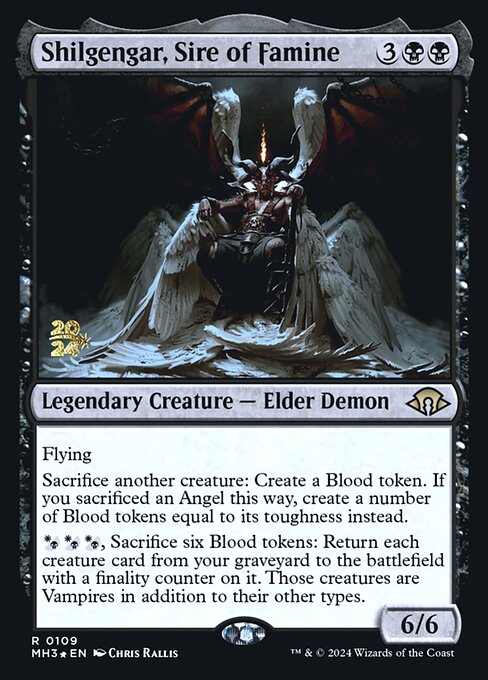 Shilgengar, Sire of Famine 3
2024
Legendary Creature — Elder Demon
Flying
Sacrifice another creature: Create a Blood token. If
you sacrificed an Angel this way, create a number
of Blood tokens equal to its toughness instead.
, Sacrifice six Blood tokens: Return each
creature card from your graveyard to the battlefield
with a finality counter on it. Those creatures are
Vampires in addition to their other types.
6/6
R 0109
MH3★EN Chris Rallis
™ & © 2024 Wizards of the Coast